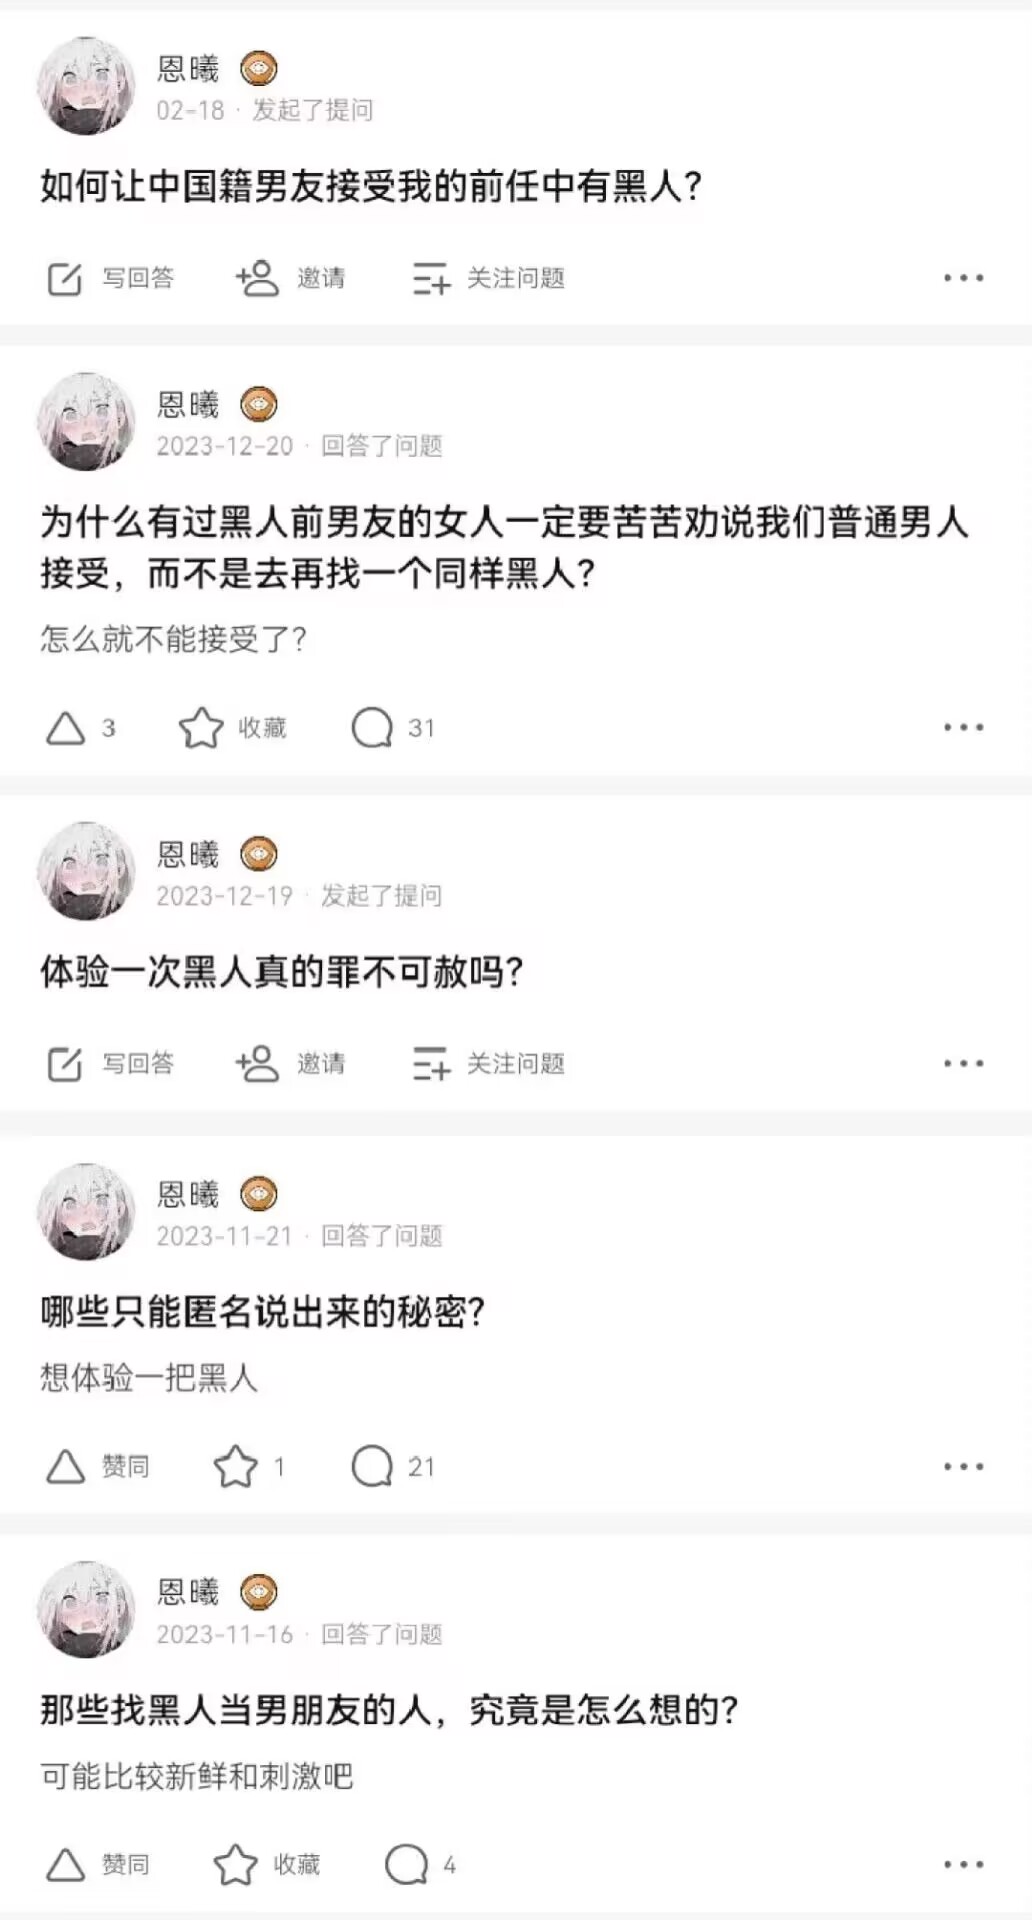 恩曦
02-18 · 发起了提问
如何让中国籍男友接受我的前任中有黑人？
写回答 邀请 关注问题
恩曦
2023-12-20 · 回答了问题
为什么有过黑人前男友的女人一定要苦苦劝说我们普通男人
接受，而不是去再找一个同样黑人？
怎么就不能接受了？
3 收藏 31
恩曦
2023-12-19 · 发起了提问
体验一次黑人真的罪不可赦吗？
写回答 邀请 关注问题
恩曦
2023-11-21 · 回答了问题
哪些只能匿名说出来的秘密？
想体验一把黑人
赞同 1 21
恩曦
2023-11-16 · 回答了问题
那些找黑人当男朋友的人，究竟是怎么想的？
可能比较新鲜和刺激吧
赞同 收藏 4